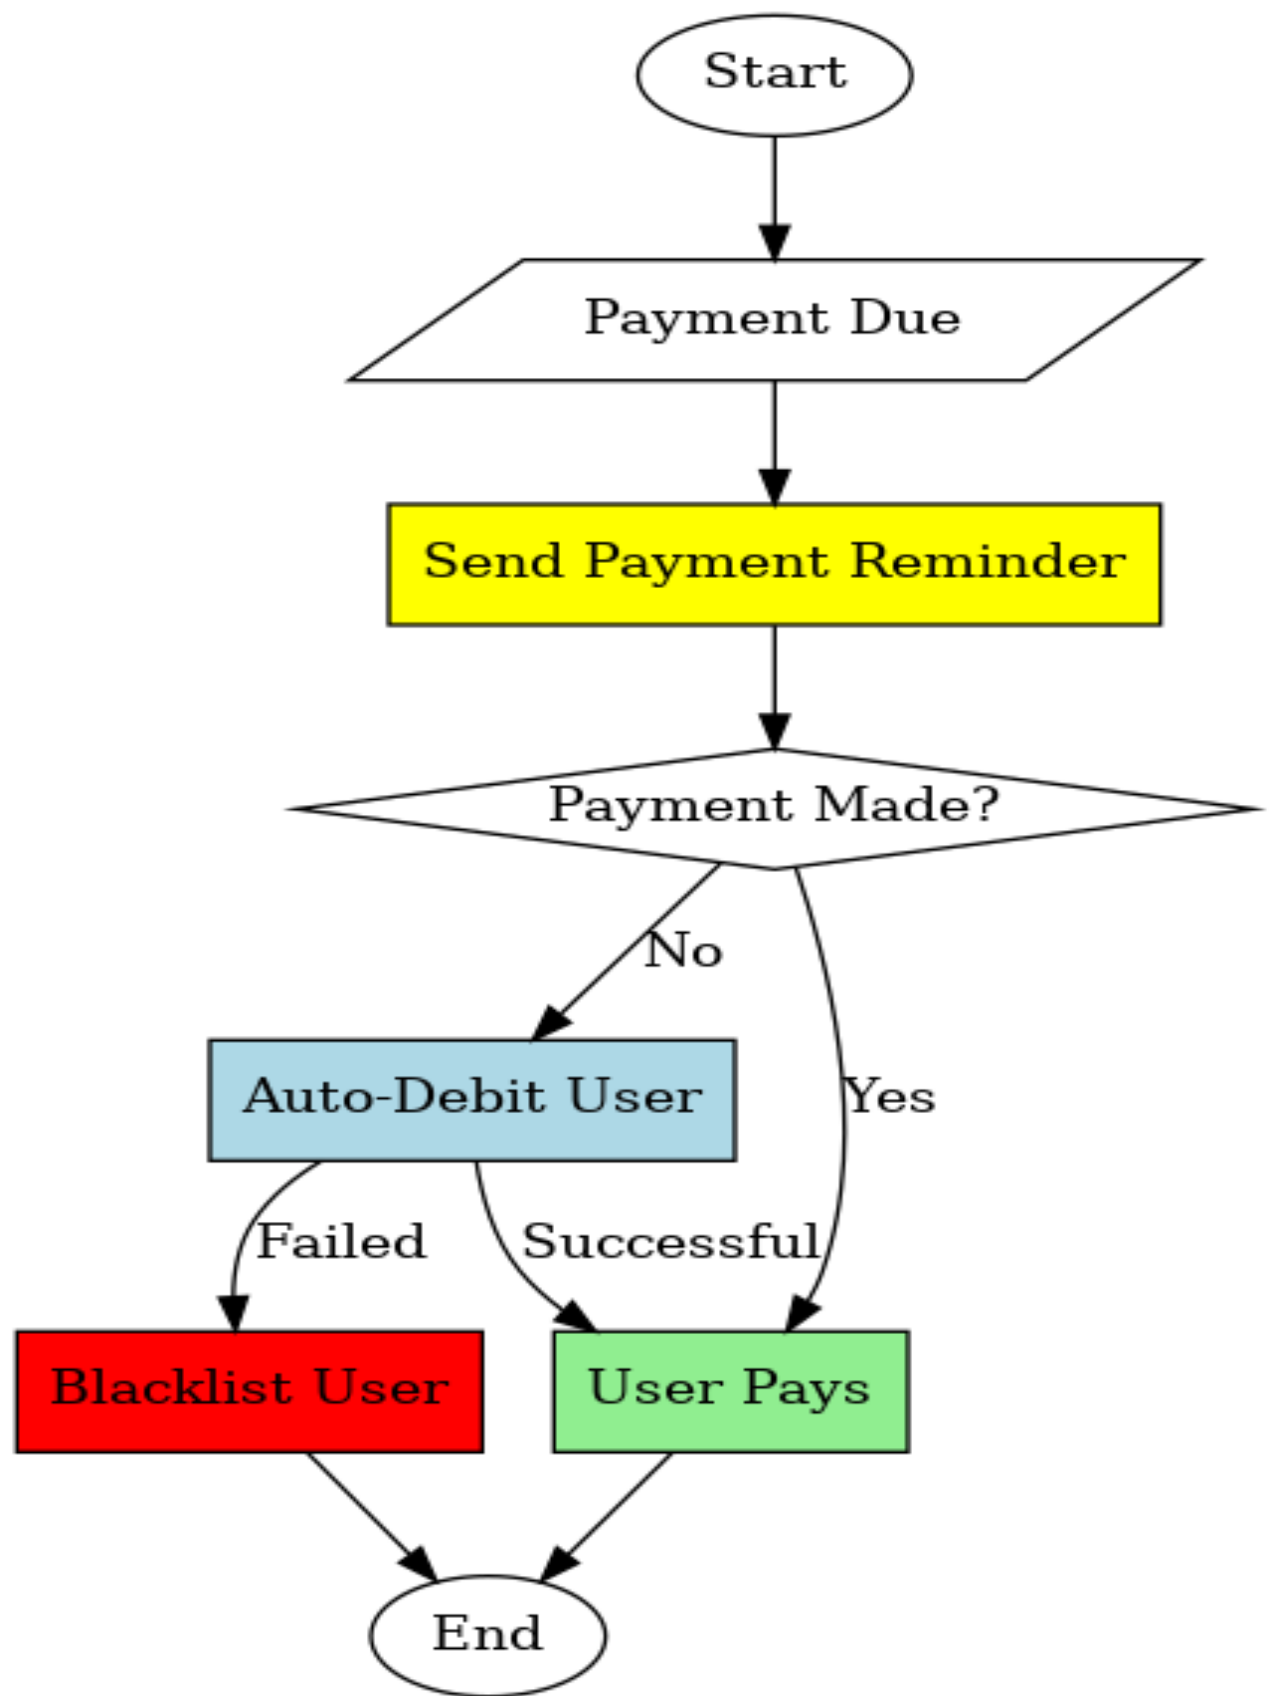 Start
Payment Due
Send Payment Reminder
Payment Made?
No
Auto-Debit User
Yes
Failed
Successful
Blacklist User
User Pays
End